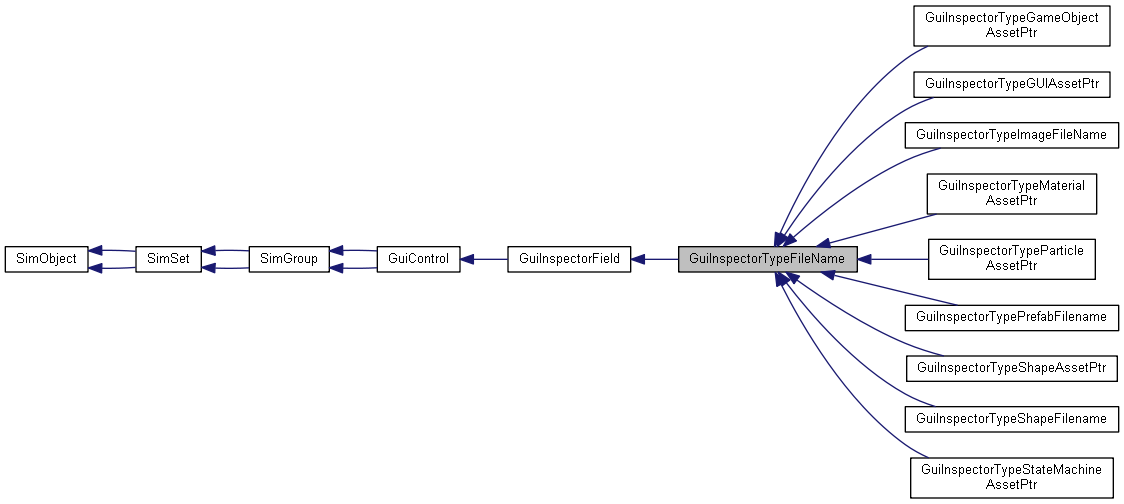 SimObject
SimSet
SimGroup
GuiControl
GuiInspectorField
GuiInspectorTypeFileName
GuiInspectorTypeGameObject
AssetPtr
GuiInspectorTypeGUIAssetPtr
GuiInspectorTypeImageFileName
GuiInspectorTypeMaterial
AssetPtr
GuiInspectorTypeParticle
AssetPtr
GuiInspectorTypePrefabFilename
GuiInspectorTypeShapeAssetPtr
GuiInspectorTypeShapeFilename
GuiInspectorTypeStateMachine
AssetPtr